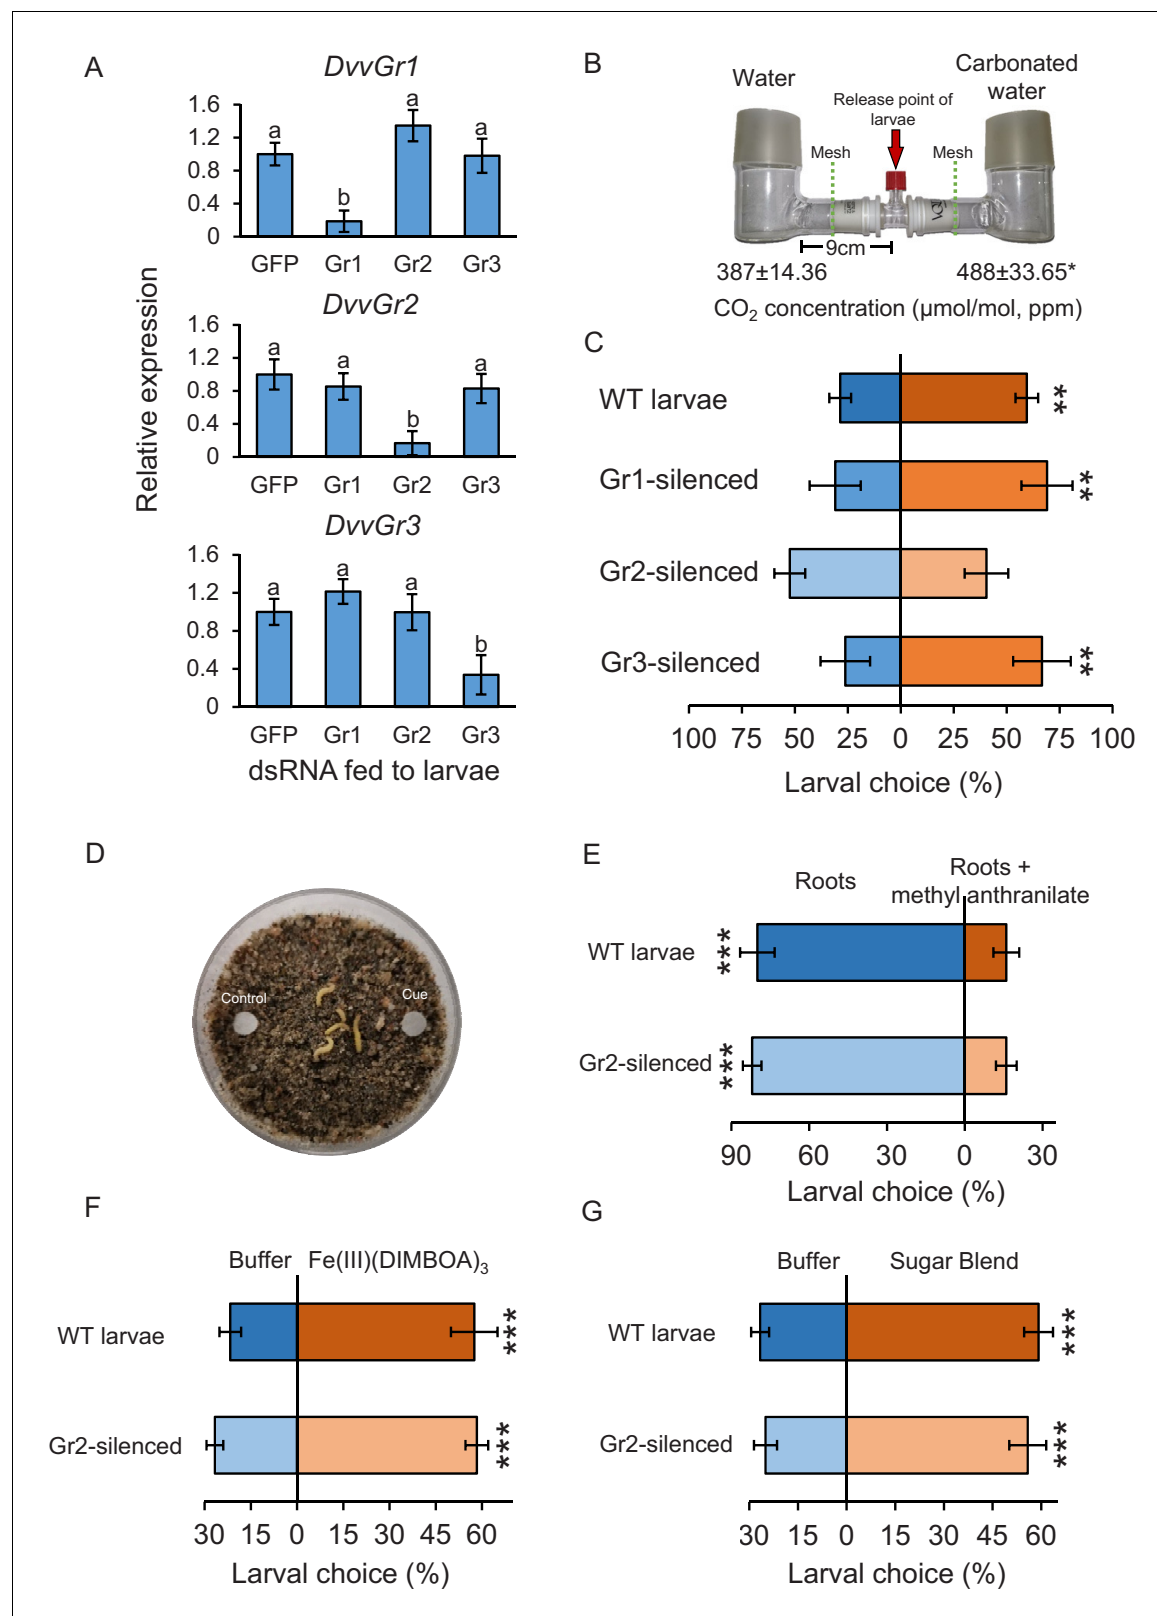 A
DvvGr1
Relative expression
1.6
1.2
0.8
0.4
0
a
b
a
a
GFP Gr1 Gr2 Gr3
DvvGr2
1.6
1.2
0.8
0.4
0
a
a
b
a
GFP Gr1 Gr2 Gr3
DvvGr3
1.6
1.2
0.8
0.4
0
a
a
a
b
GFP Gr1 Gr2 Gr3
dsRNA fed to larvae
B
Water
Carbonated
water
Release point of
larvae
Mesh
Mesh
9cm
387±14.36
488±33.65*
CO₂ concentration (µmol/mol, ppm)
C
WT larvae
**
Gr1-silenced
**
Gr2-silenced
Gr3-silenced
**
100 75 50 25 0 25 50 75 100
Larval choice (%)
D
Control
Cue
E
Roots
Roots +
methyl anthranilate
WT larvae
***
Gr2-silenced
***
90 60 30 0 30
Larval choice (%)
F
Buffer
Fe(III)(DIMBOA)₃
WT larvae
***
Gr2-silenced
***
30 15 0 15 30 45 60
Larval choice (%)
G
Buffer
Sugar Blend
WT larvae
***
Gr2-silenced
***
30 15 0 15 30 45 60
Larval choice (%)